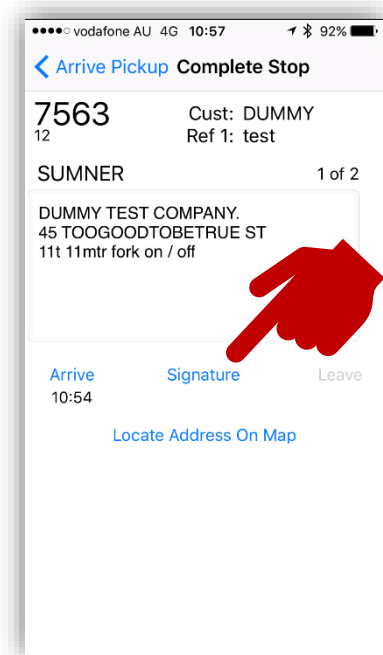 vodafone AU 4G 10:57 92%
Arrive Pickup Complete Stop
7563 Cust: DUMMY
12 Ref 1: test
SUMNER 1 of 2
DUMMY TEST COMPANY.
45 TOOGOODTOBETRUE ST
11t 11mtr fork on / off
Arrive Signature Leave
10:54
Locate Address On Map